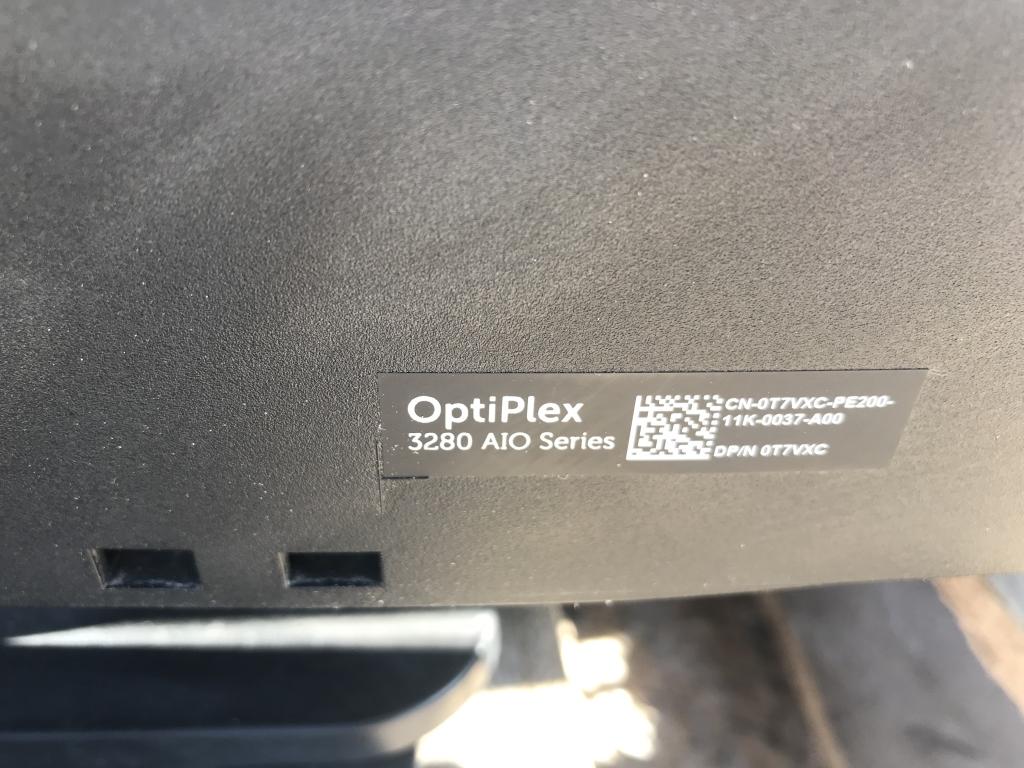 OptiPlex
3280 AIO Series
CN-0T7VXC-PE200-
11K-0037-A00
DP/N 0T7VXC